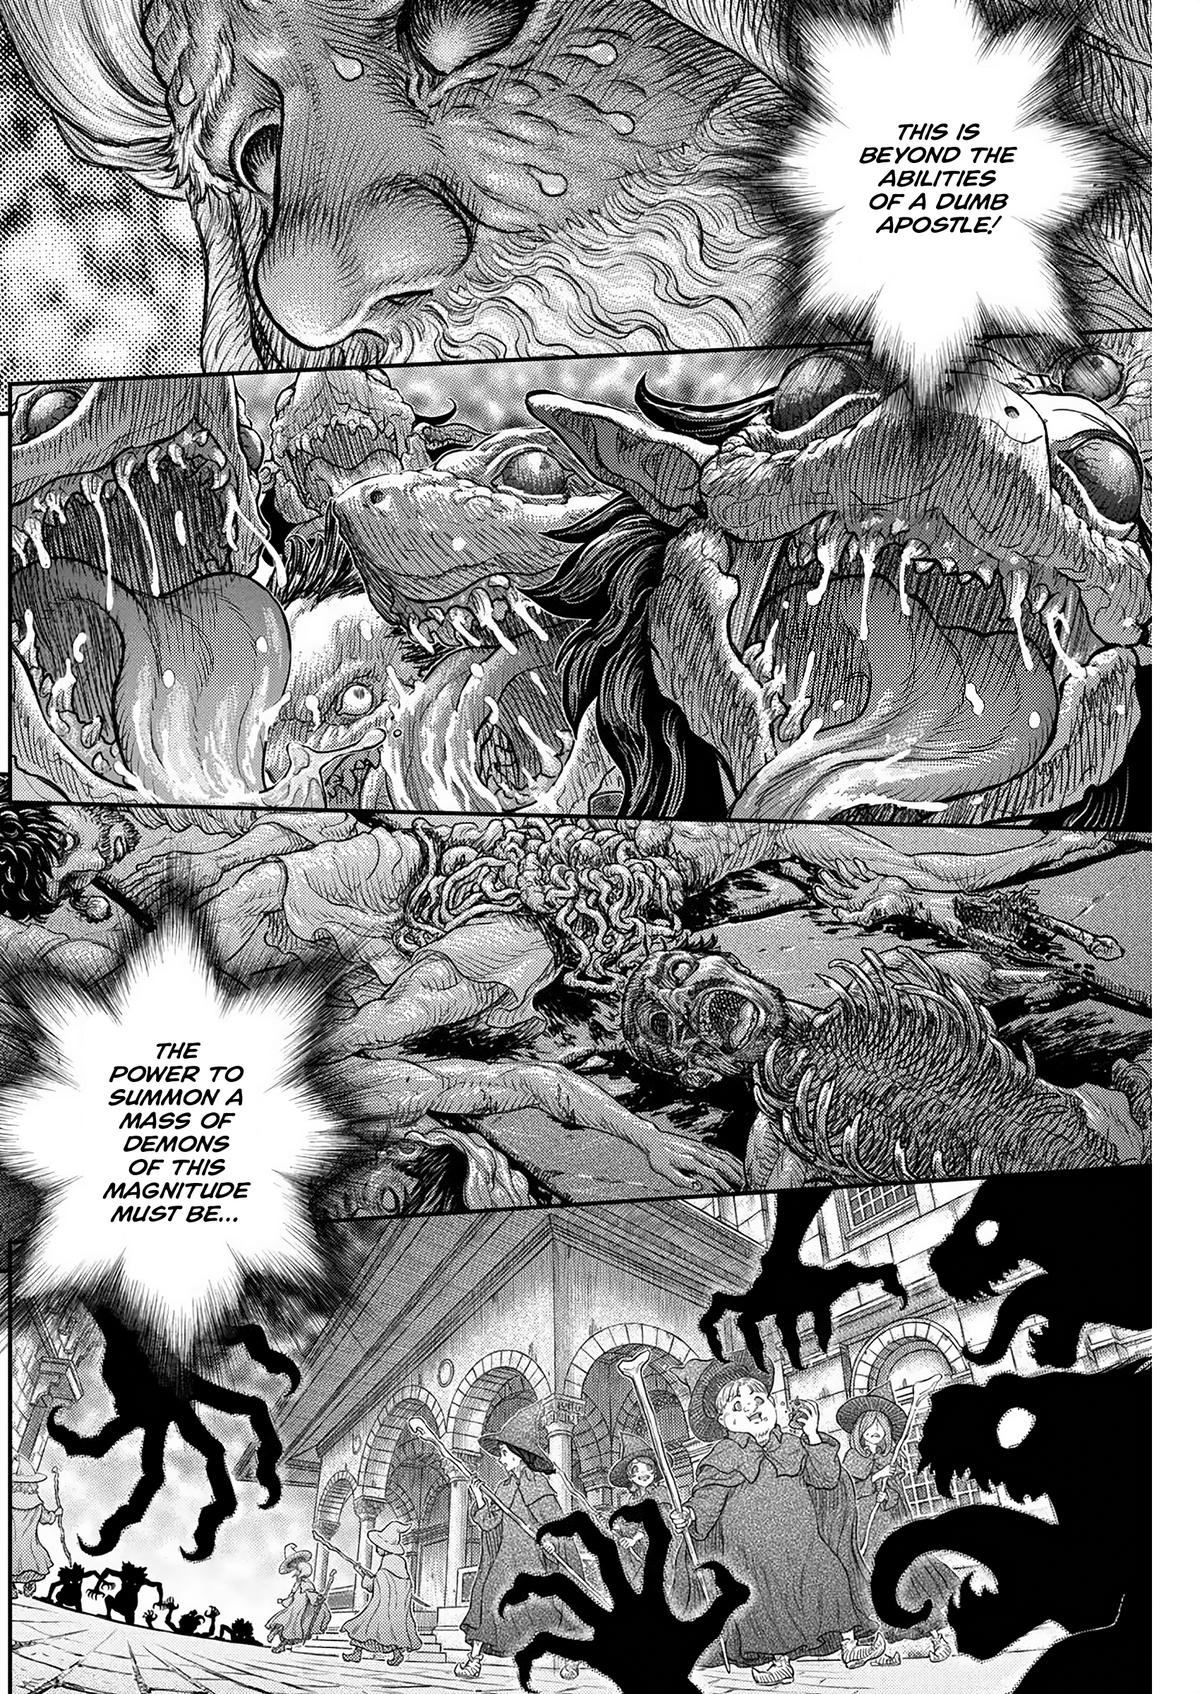 THIS IS
BEYOND THE
ABILITIES
OF A DUMB
APOSTLE!
THE
POWER TO
SUMMON A
MASS OF
DEMONS
OF THIS
MAGNITUDE
MUST BE...